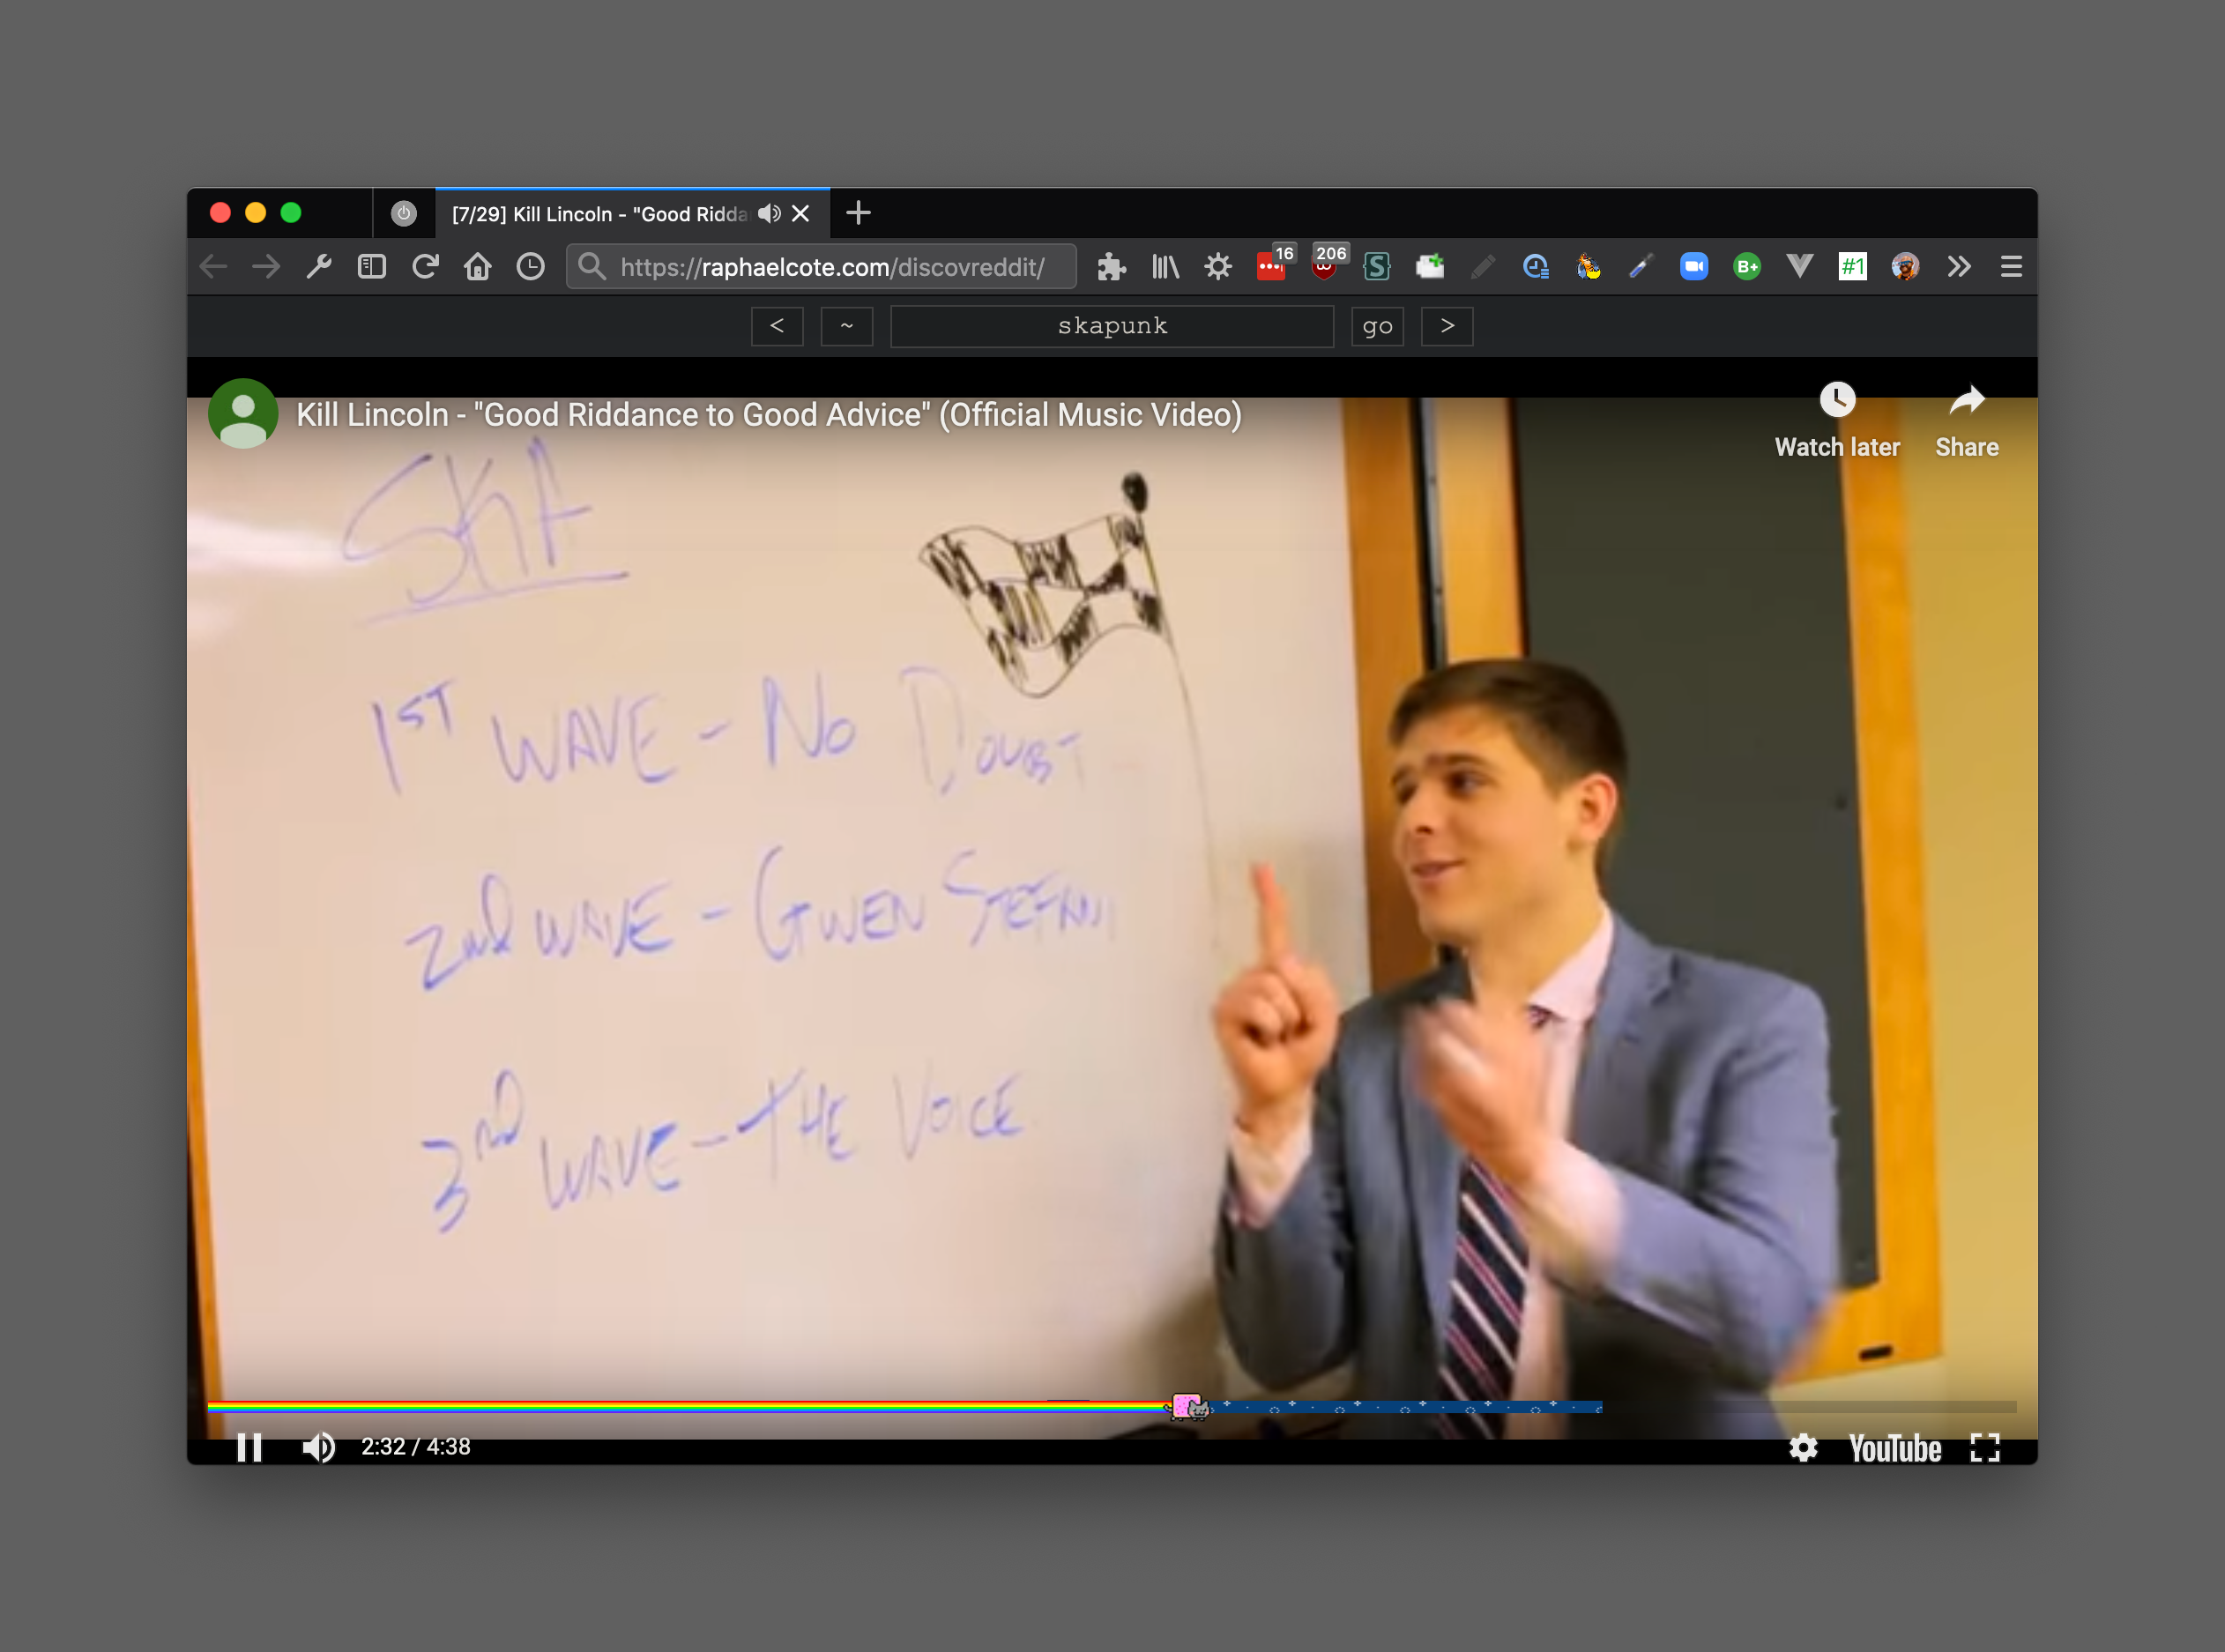 [7/29] Kill Lincoln - "Good Ridda
https://raphaelcote.com/discovreddit/
16
206
S
B+
#1
<
~
skapunk
go
>
Kill Lincoln - "Good Riddance to Good Advice" (Official Music Video)
Watch later
Share
SKA
1ST WAVE - No DOUBT
2nd WAVE - GWEN STEFANI
3nd WAVE - THE VOICE
2:32 / 4:38
YouTube